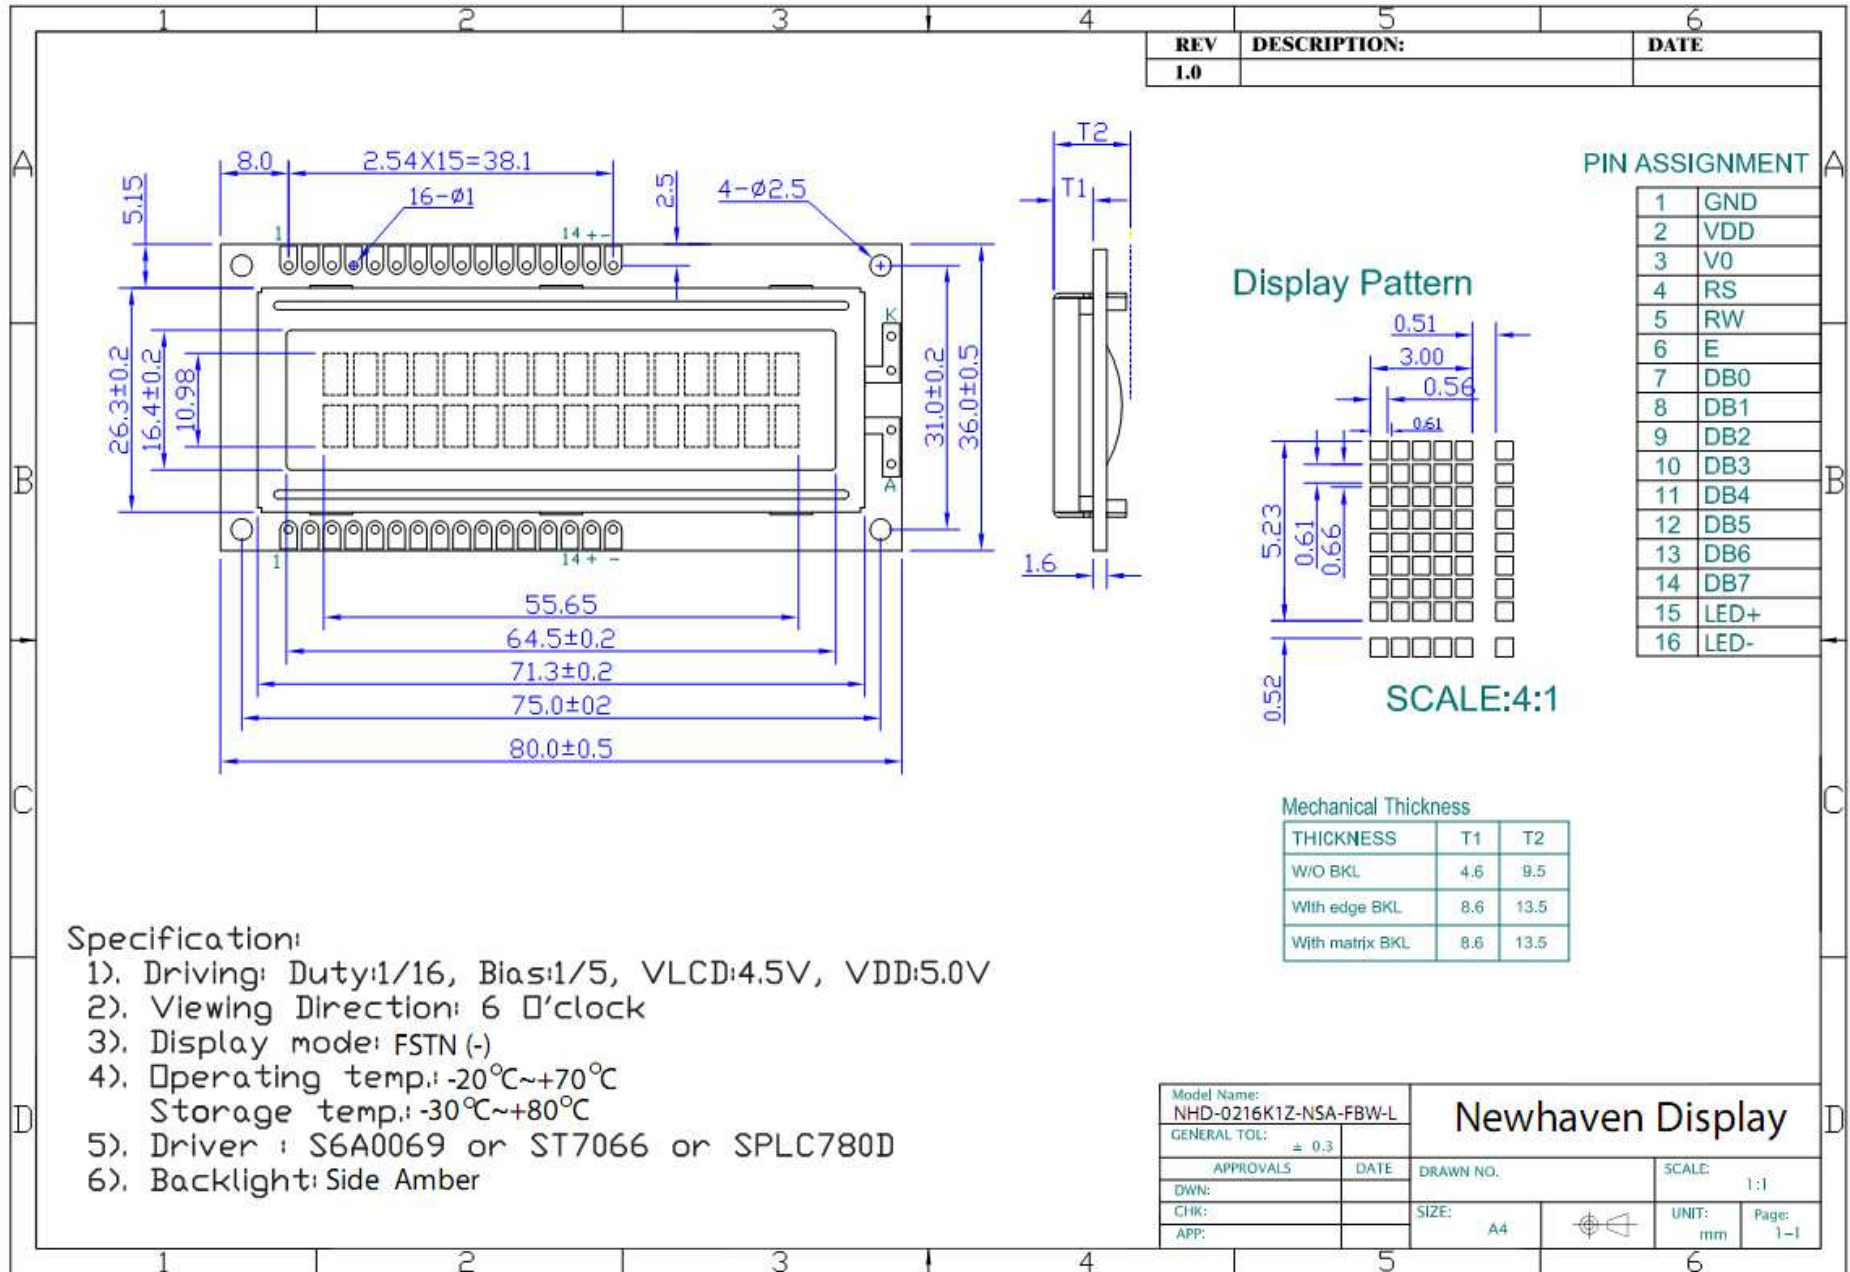 1 2 3 4 5 6
REV DESCRIPTION: DATE
1.0
A
B
C
D
A
B
C
D
8.0 2.54X15=38.1
16-ø1
2.5
4-ø2.5
5.15
1 14 + -
K
A
1 14 + -
26.3±0.2
16.4±0.2
10.98
31.0±0.2
36.0±0.5
55.65
64.5±0.2
71.3±0.2
75.0±02
80.0±0.5
T2
T1
1.6
Display Pattern
0.51
3.00
0.56
0.61
5.23
0.61
0.66
0.52
SCALE:4:1
PIN ASSIGNMENT
1 GND
2 VDD
3 V0
4 RS
5 RW
6 E
7 DB0
8 DB1
9 DB2
10 DB3
11 DB4
12 DB5
13 DB6
14 DB7
15 LED+
16 LED-
Mechanical Thickness
THICKNESS T1 T2
W/O BKL 4.6 9.5
With edge BKL 8.6 13.5
With matrix BKL 8.6 13.5
Specification:
1). Driving: Duty:1/16, Bias:1/5, VLCD:4.5V, VDD:5.0V
2). Viewing Direction: 6 O'clock
3). Display mode: FSTN (-)
4). Operating temp.: -20°C~+70°C
Storage temp.: -30°C~+80°C
5). Driver : S6A0069 or ST7066 or SPLC780D
6). Backlight: Side Amber
Model Name:
NHD-0216K1Z-NSA-FBW-L
Newhaven Display
GENERAL TOL:
± 0.3
APPROVALS DATE
DWN:
CHK:
APP:
DRAWN NO.
SCALE:
1:1
SIZE:
A4
UNIT:
mm
Page:
1-1
1 2 3 4 5 6